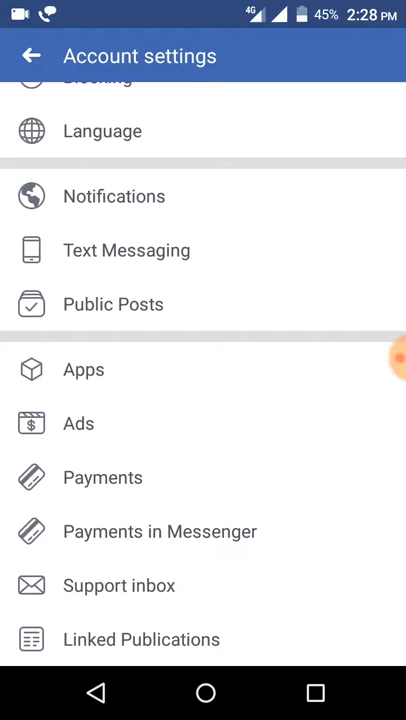 4G
45%
2:28 PM
Account settings
Blocking
Language
Notifications
Text Messaging
Public Posts
Apps
Ads
Payments
Payments in Messenger
Support inbox
Linked Publications